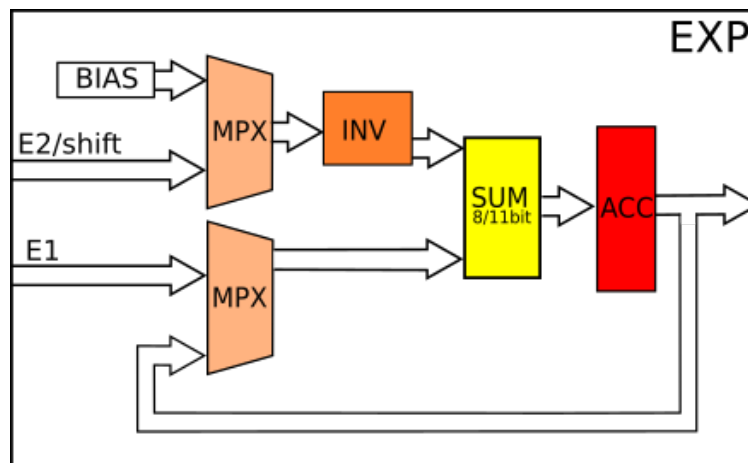 EXP
BIAS
MPX
INV
E2/shift
SUM
8/11bit
ACC
E1
MPX